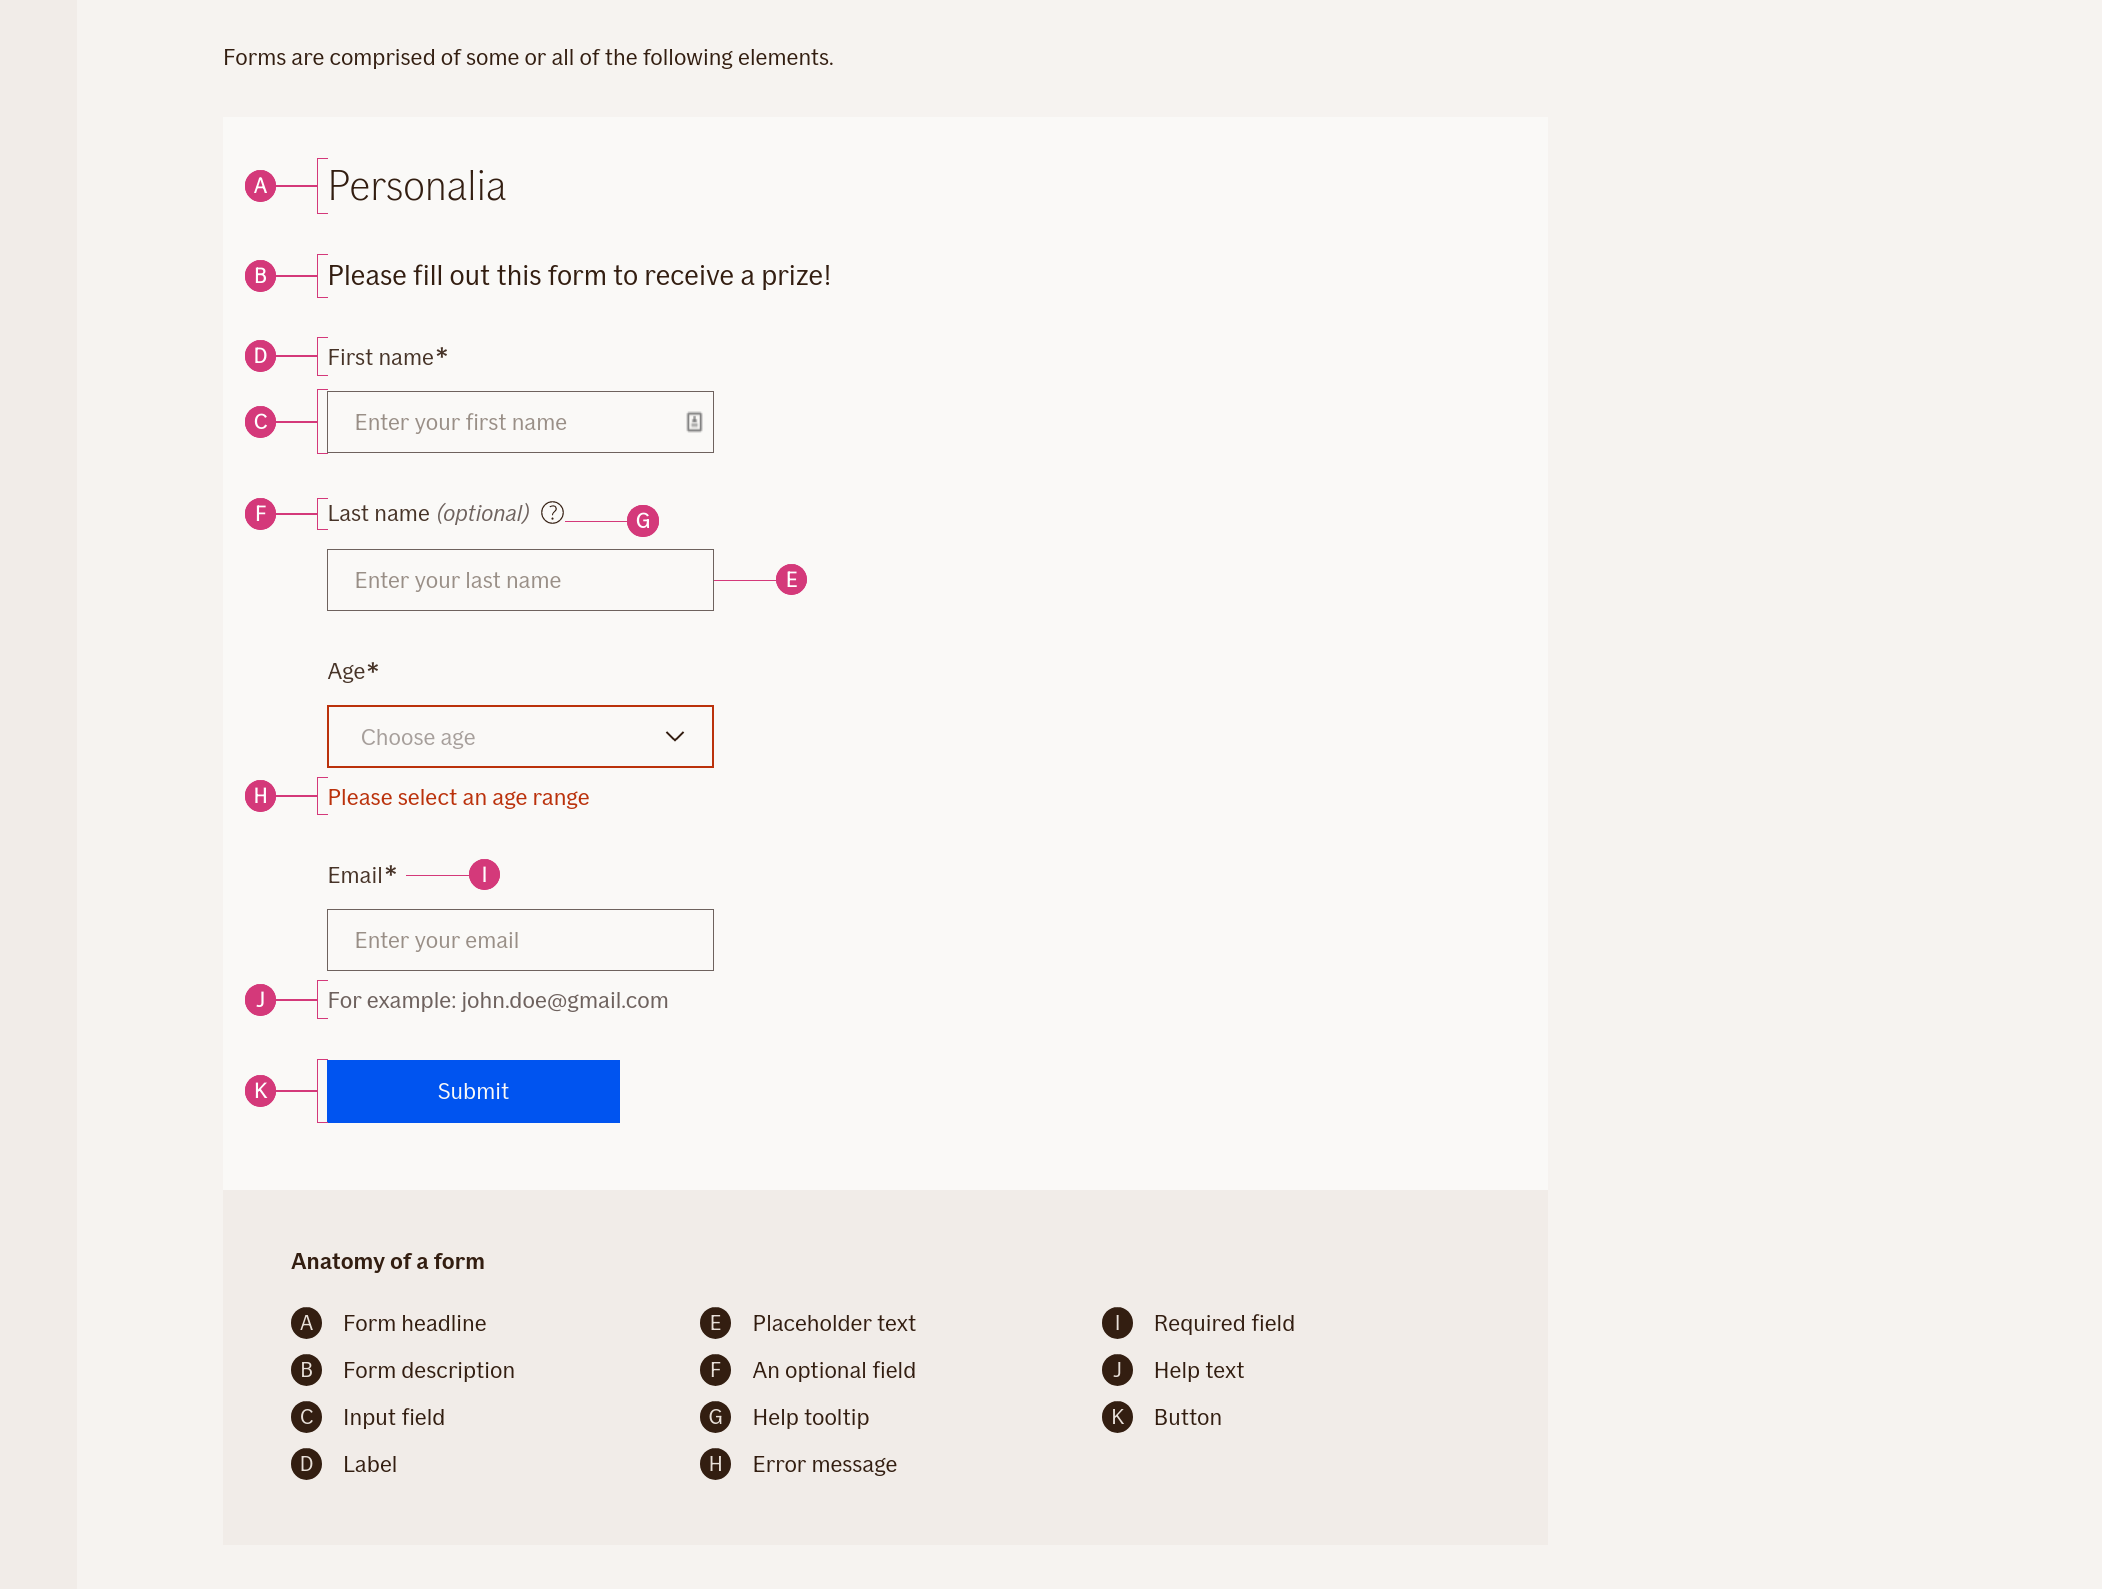 Forms are comprised of some or all of the following elements.
A Personalia
B Please fill out this form to receive a prize!
D First name*
C Enter your first name
F Last name (optional) ? G
Enter your last name E
Age*
Choose age
H Please select an age range
Email* I
Enter your email
J For example: john.doe@gmail.com
K Submit
Anatomy of a form
A Form headline
B Form description
C Input field
D Label
E Placeholder text
F An optional field
G Help tooltip
H Error message
I Required field
J Help text
K Button